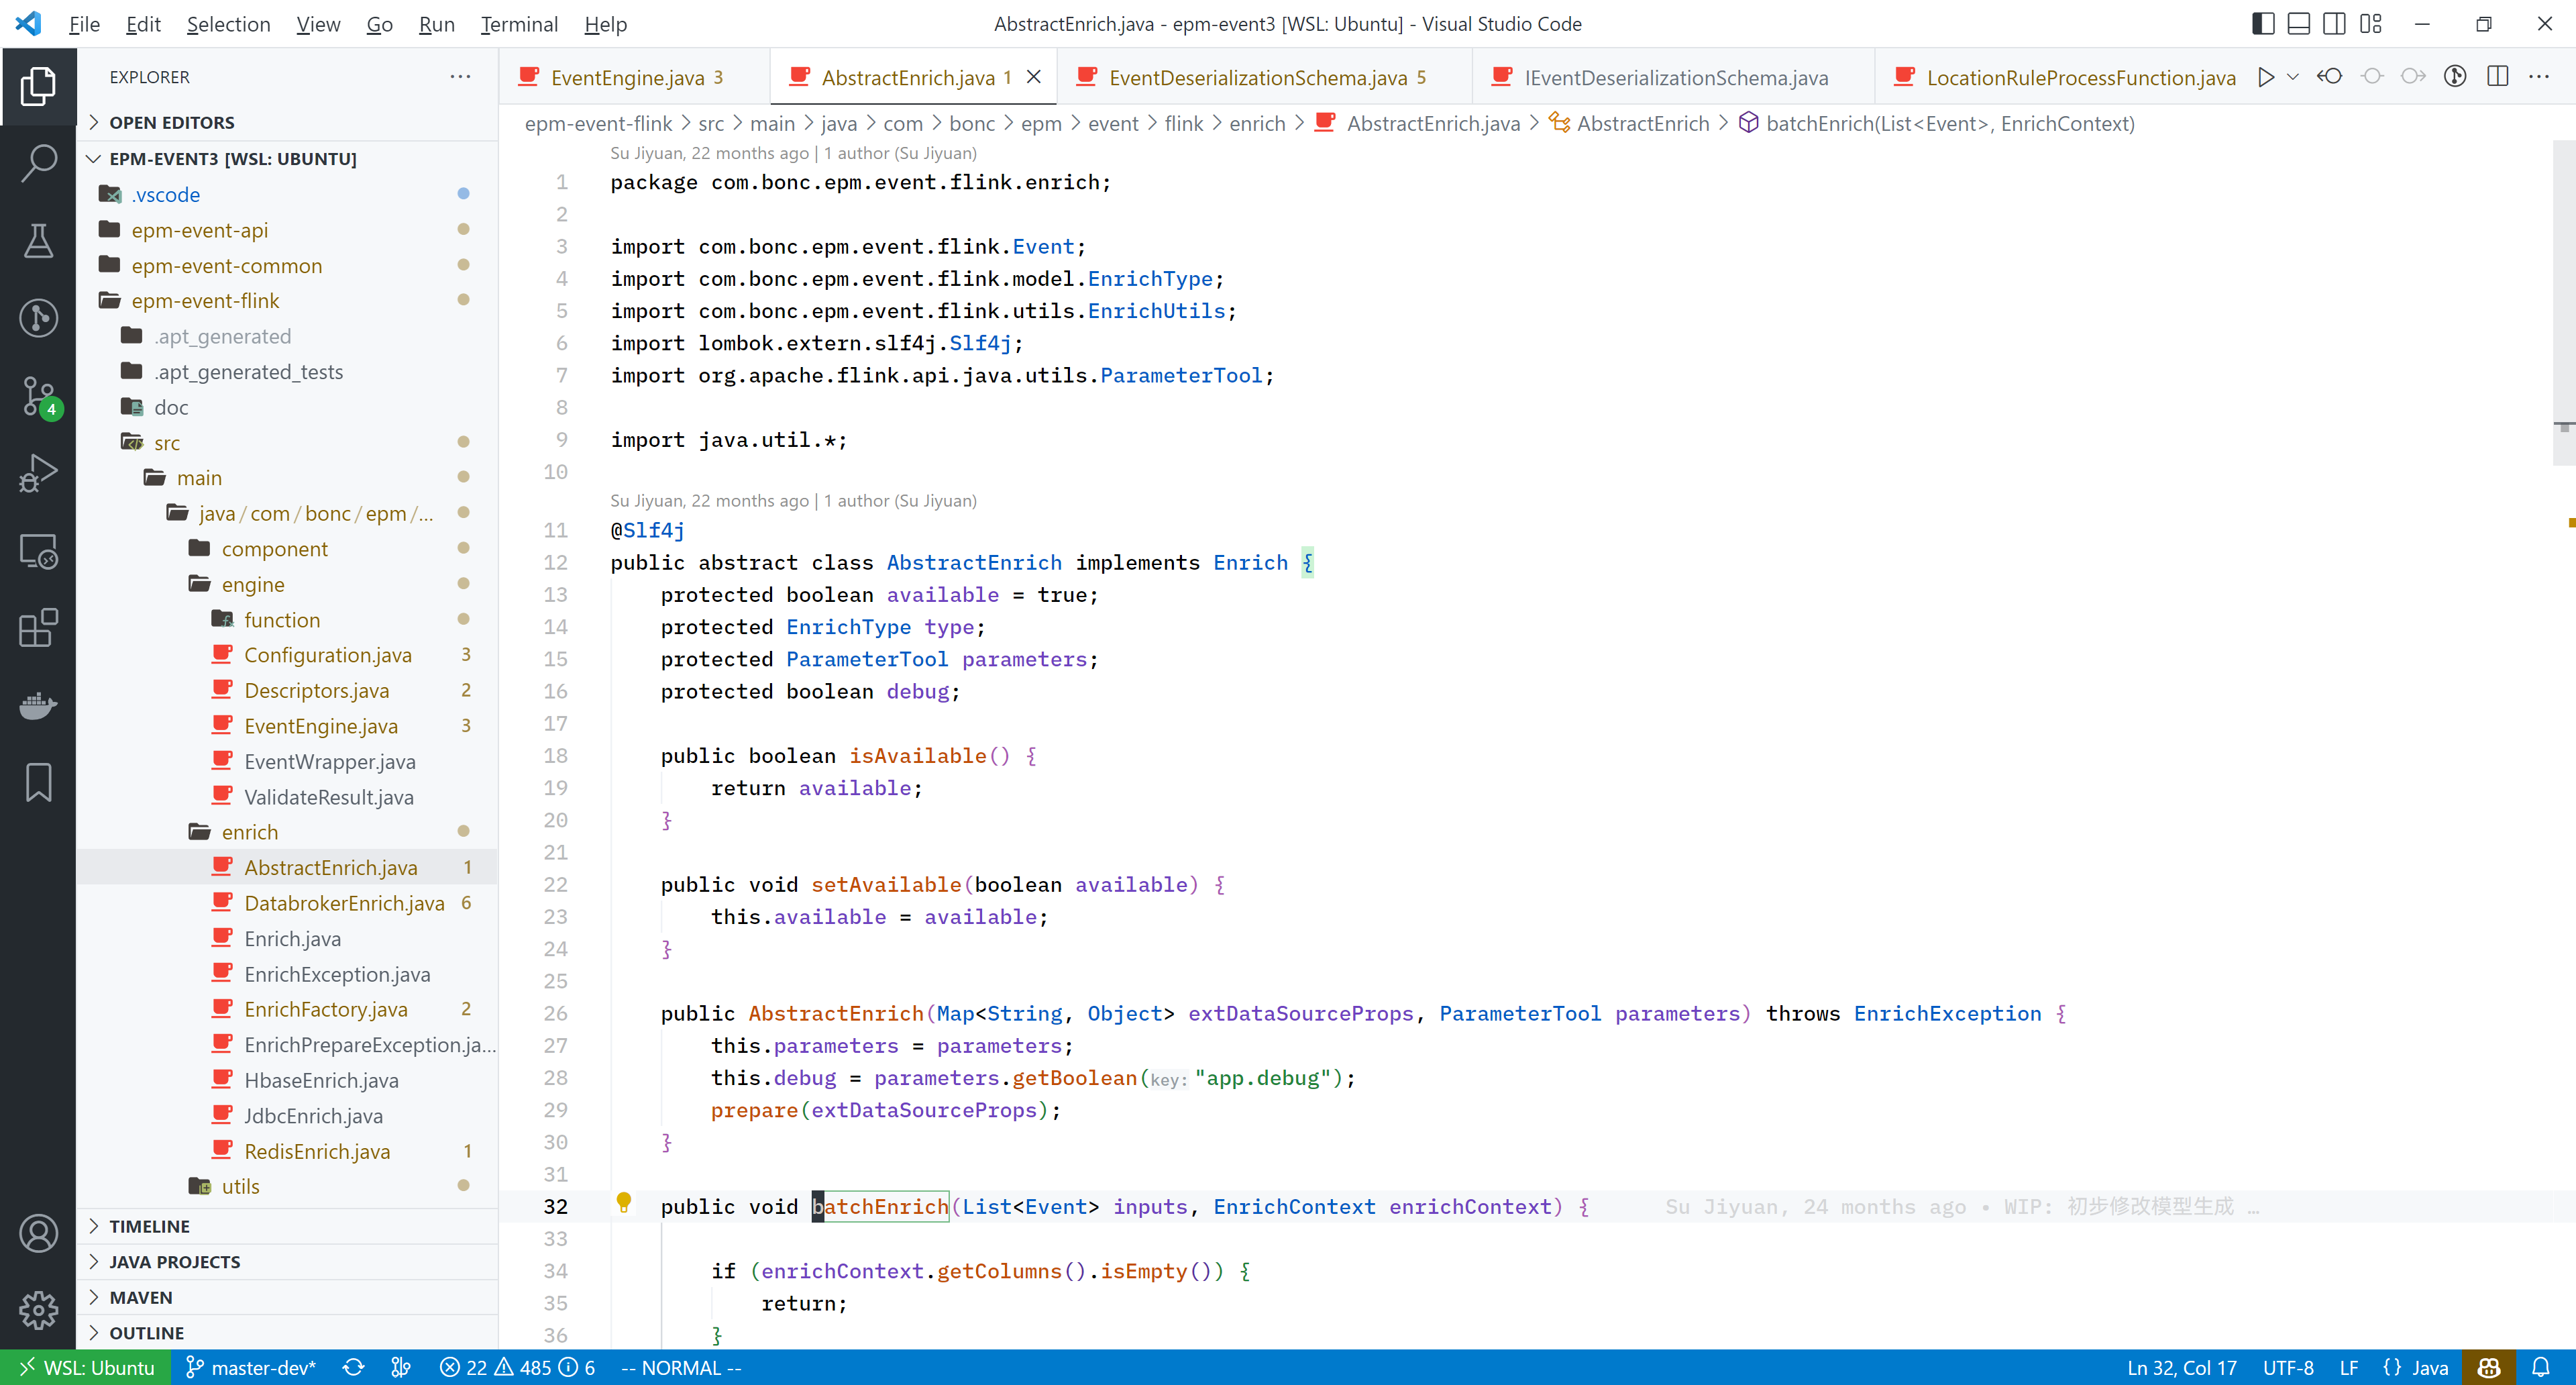 File Edit Selection View Go Run Terminal Help
AbstractEnrich.java - epm-event3 [WSL: Ubuntu] - Visual Studio Code
EXPLORER
OPEN EDITORS
EPM-EVENT3 [WSL: UBUNTU]
.vscode
epm-event-api
epm-event-common
epm-event-flink
.apt_generated
.apt_generated_tests
doc
src
main
java/com/bonc/epm/...
component
engine
function
Configuration.java 3
Descriptors.java 2
EventEngine.java 3
EventWrapper.java
ValidateResult.java
enrich
AbstractEnrich.java 1
DatabrokerEnrich.java 6
Enrich.java
EnrichException.java
EnrichFactory.java 2
EnrichPrepareException.ja...
HbaseEnrich.java
JdbcEnrich.java
RedisEnrich.java 1
utils
TIMELINE
JAVA PROJECTS
MAVEN
OUTLINE
4
EventEngine.java 3
AbstractEnrich.java 1
EventDeserializationSchema.java 5
IEventDeserializationSchema.java
LocationRuleProcessFunction.java
epm-event-flink > src > main > java > com > bonc > epm > event > flink > enrich > AbstractEnrich.java > AbstractEnrich > batchEnrich(List<Event>, EnrichContext)
Su Jiyuan, 22 months ago | 1 author (Su Jiyuan)
1 package com.bonc.epm.event.flink.enrich;
2
3 import com.bonc.epm.event.flink.Event;
4 import com.bonc.epm.event.flink.model.EnrichType;
5 import com.bonc.epm.event.flink.utils.EnrichUtils;
6 import lombok.extern.slf4j.Slf4j;
7 import org.apache.flink.api.java.utils.ParameterTool;
8
9 import java.util.*;
10
Su Jiyuan, 22 months ago | 1 author (Su Jiyuan)
11 @Slf4j
12 public abstract class AbstractEnrich implements Enrich {
13 protected boolean available = true;
14 protected EnrichType type;
15 protected ParameterTool parameters;
16 protected boolean debug;
17
18 public boolean isAvailable() {
19 return available;
20 }
21
22 public void setAvailable(boolean available) {
23 this.available = available;
24 }
25
26 public AbstractEnrich(Map<String, Object> extDataSourceProps, ParameterTool parameters) throws EnrichException {
27 this.parameters = parameters;
28 this.debug = parameters.getBoolean(key: "app.debug");
29 prepare(extDataSourceProps);
30 }
31
32 public void batchEnrich(List<Event> inputs, EnrichContext enrichContext) { Su Jiyuan, 24 months ago • WIP: 初步修改模型生成 …
33
34 if (enrichContext.getColumns().isEmpty()) {
35 return;
36 }
WSL: Ubuntu master-dev* 22 485 6 -- NORMAL -- Ln 32, Col 17 UTF-8 LF {} Java